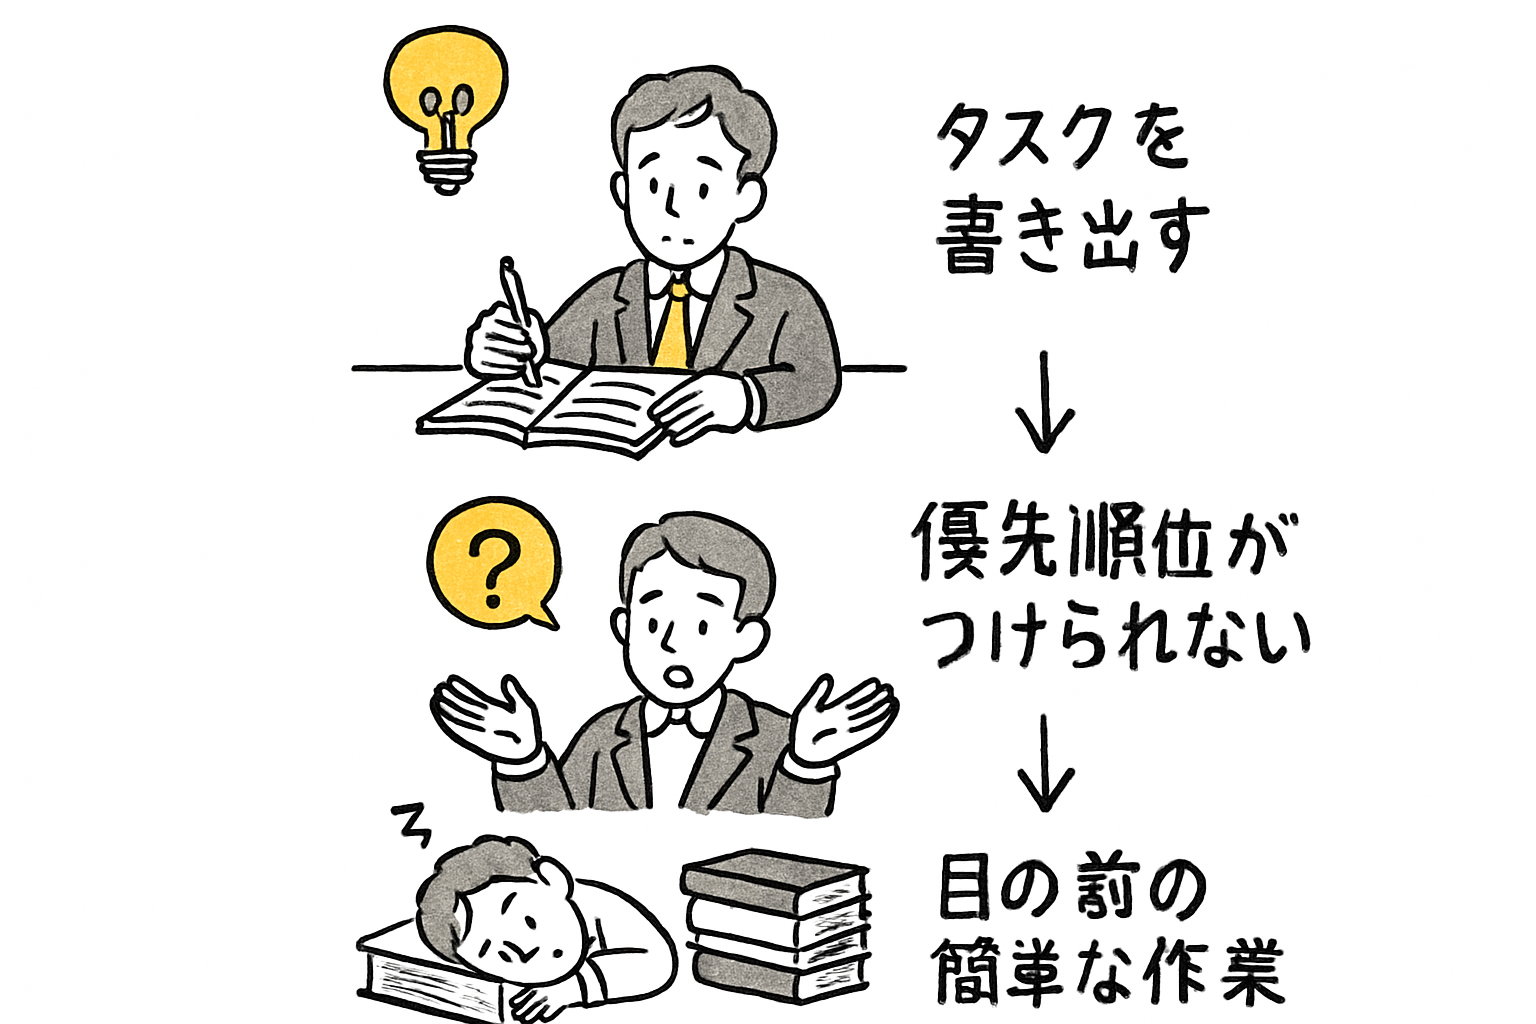 タスクを
書き出す
?
優先順位が
つけられない
目の前の
簡単な作業